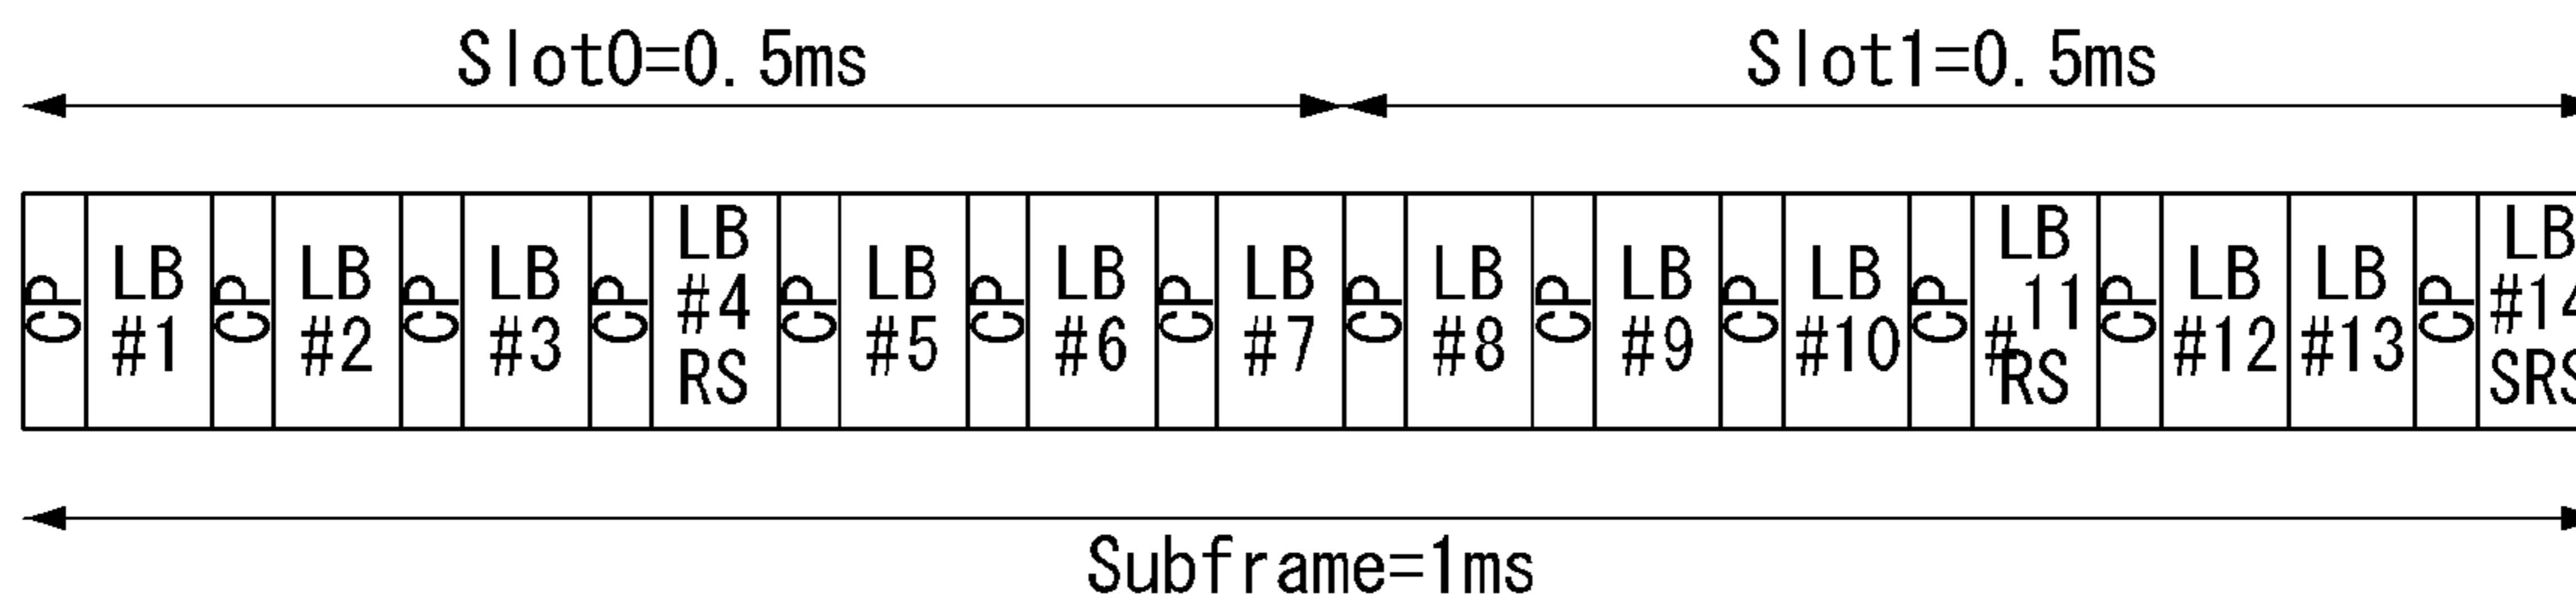 Slot0=0.5ms
Slot1=0.5ms
CP
LB
#1
CP
LB
#2
CP
LB
#3
CP
LB
#4
RS
CP
LB
#5
CP
LB
#6
CP
LB
#7
CP
LB
#8
CP
LB
#9
CP
LB
#10
CP
LB
#11
RS
CP
LB
#12
LB
#13
CP
LB
#14
SRS
Subframe=1ms